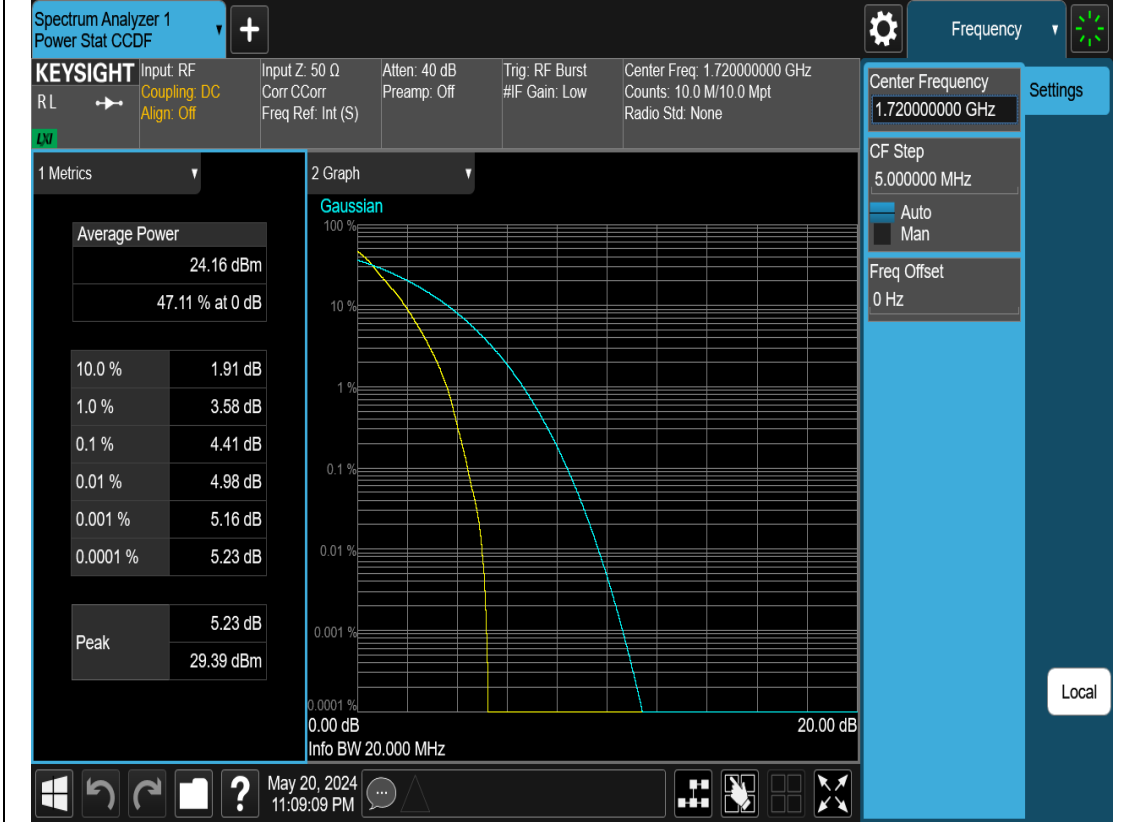 Spectrum Analyzer 1
Power Stat CCDF
Frequency
KEYSIGHT
RL
LXI
Input: RF
Coupling: DC
Align: Off
Input Z: 50 Ω
Corr CCorr
Freq Ref: Int (S)
Atten: 40 dB
Preamp: Off
Trig: RF Burst
#IF Gain: Low
Center Freq: 1.720000000 GHz
Counts: 10.0 M/10.0 Mpt
Radio Std: None
Center Frequency
1.720000000 GHz
Settings
CF Step
5.000000 MHz
Auto
Man
Freq Offset
0 Hz
Local
1 Metrics
Average Power
24.16 dBm
47.11 % at 0 dB
10.0 % 1.91 dB
1.0 % 3.58 dB
0.1 % 4.41 dB
0.01 % 4.98 dB
0.001 % 5.16 dB
0.0001 % 5.23 dB
Peak 5.23 dB
29.39 dBm
2 Graph
Gaussian
100 %
10 %
1 %
0.1 %
0.01 %
0.001 %
0.0001 %
0.00 dB 20.00 dB
Info BW 20.000 MHz
?
May 20, 2024
11:09:09 PM